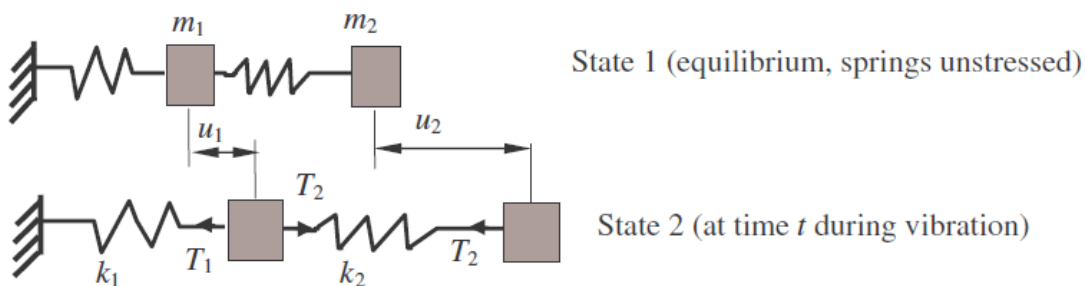 m₁
m₂
State 1 (equilibrium, springs unstressed)
u₁
u₂
T₂
State 2 (at time t during vibration)
T₁
T₂
k₁
k₂